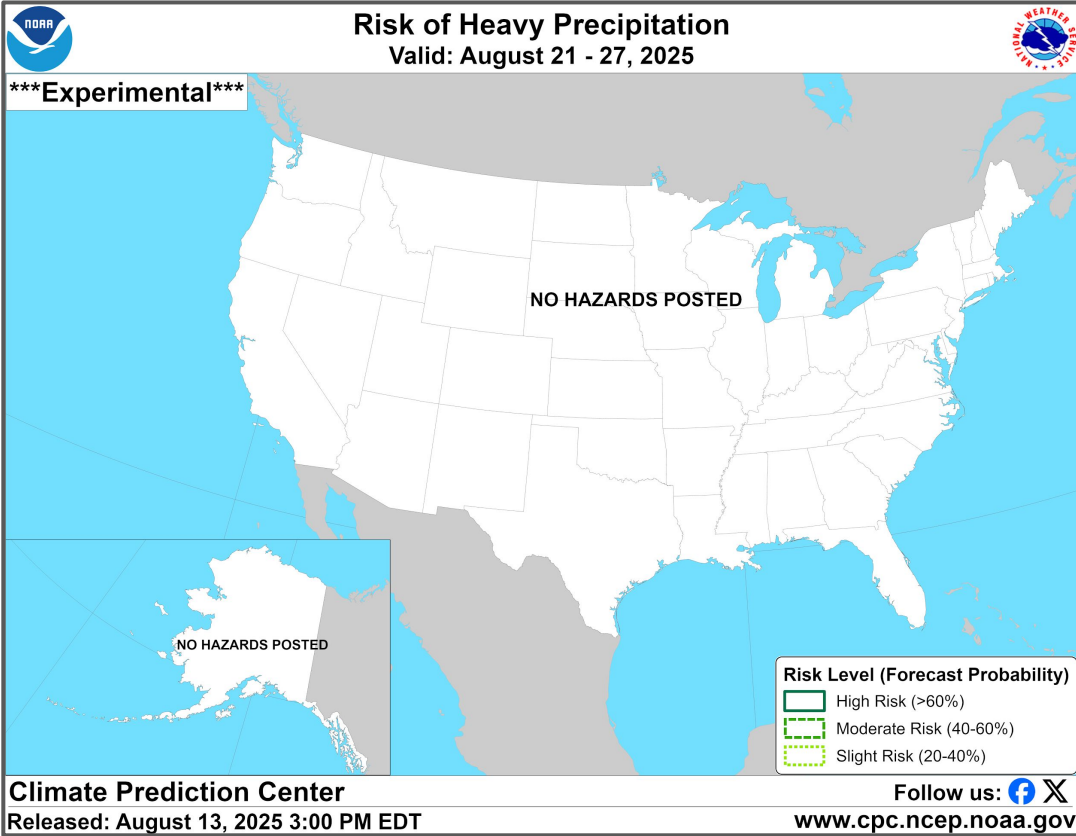 NOAA
Risk of Heavy Precipitation
Valid: August 21 - 27, 2025
NATIONAL WEATHER SERVICE
***Experimental***
NO HAZARDS POSTED
NO HAZARDS POSTED
Risk Level (Forecast Probability)
High Risk (>60%)
Moderate Risk (40-60%)
Slight Risk (20-40%)
Climate Prediction Center
Follow us:
Released: August 13, 2025 3:00 PM EDT
www.cpc.ncep.noaa.gov